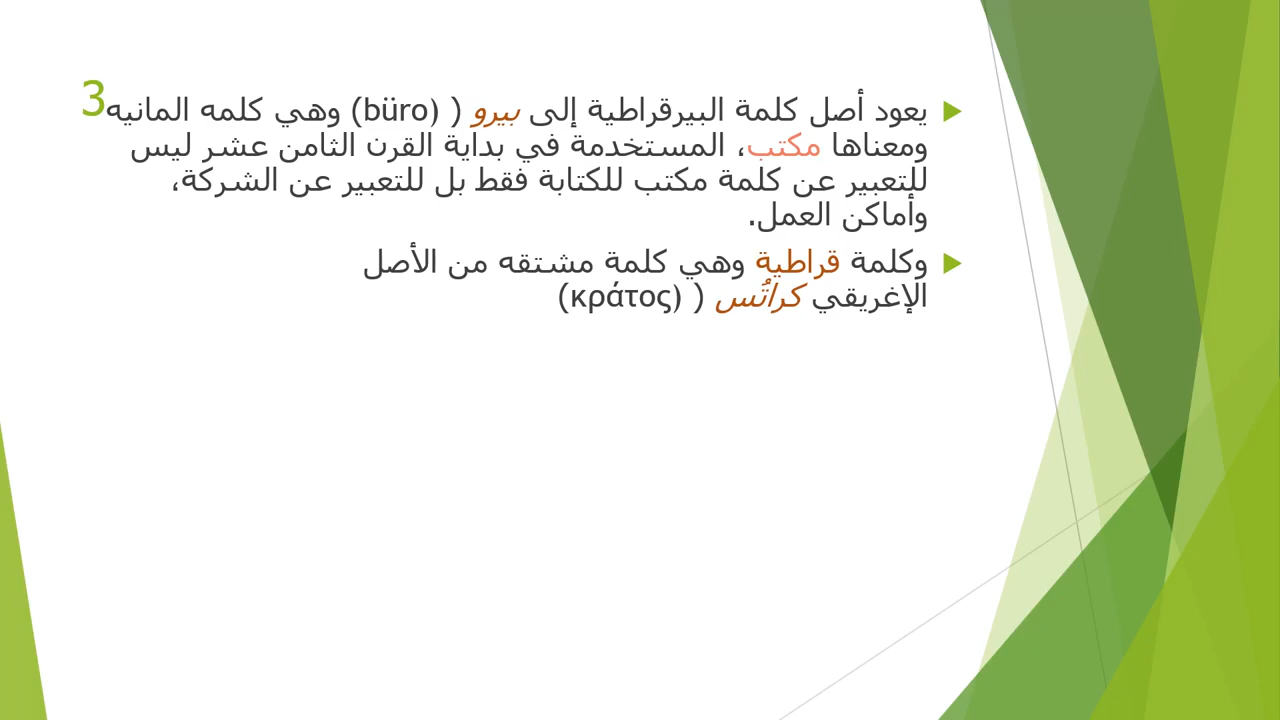 3
يعود أصل كلمة البيرقراطية إلى بيرو ( (büro) وهي كلمه المانيه
ومعناها مكتب، المستخدمة في بداية القرن الثامن عشر ليس
للتعبير عن كلمة مكتب للكتابة فقط بل للتعبير عن الشركة،
وأماكن العمل.
وكلمة قراطية وهي كلمة مشتقه من الأصل
الإغريقي كراتُس ( (κράτος)